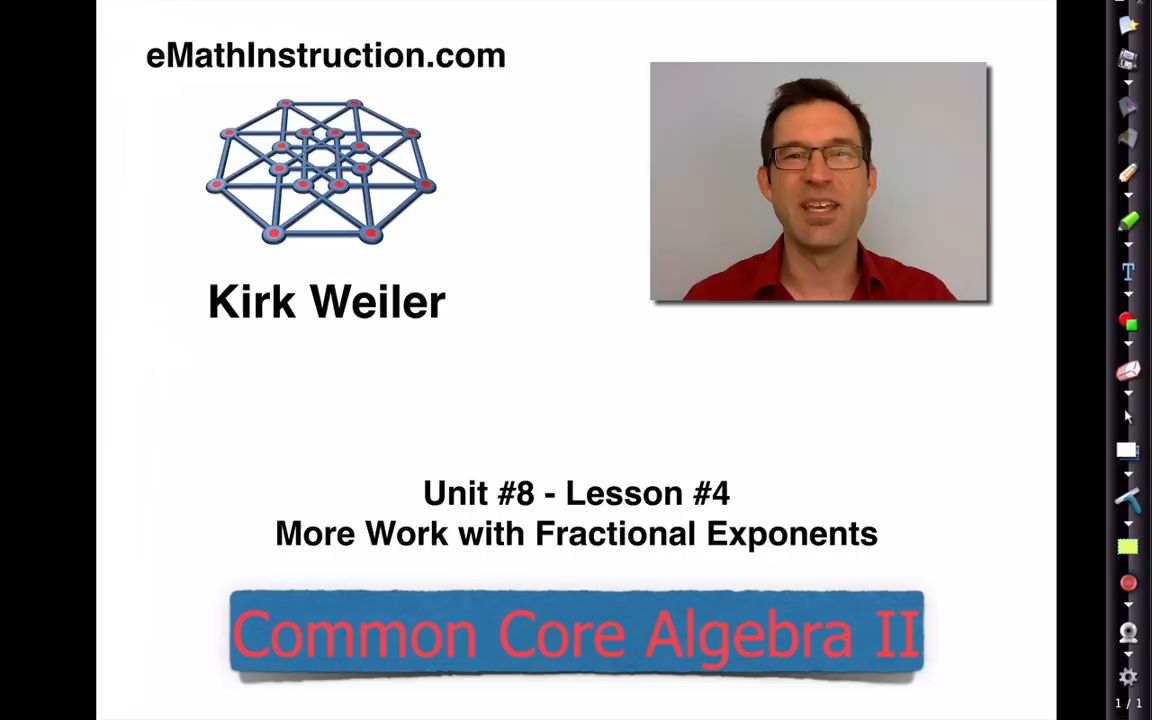 eMathInstruction.com
Kirk Weiler
Unit #8 - Lesson #4
More Work with Fractional Exponents
Common Core Algebra II
T
1 / 1